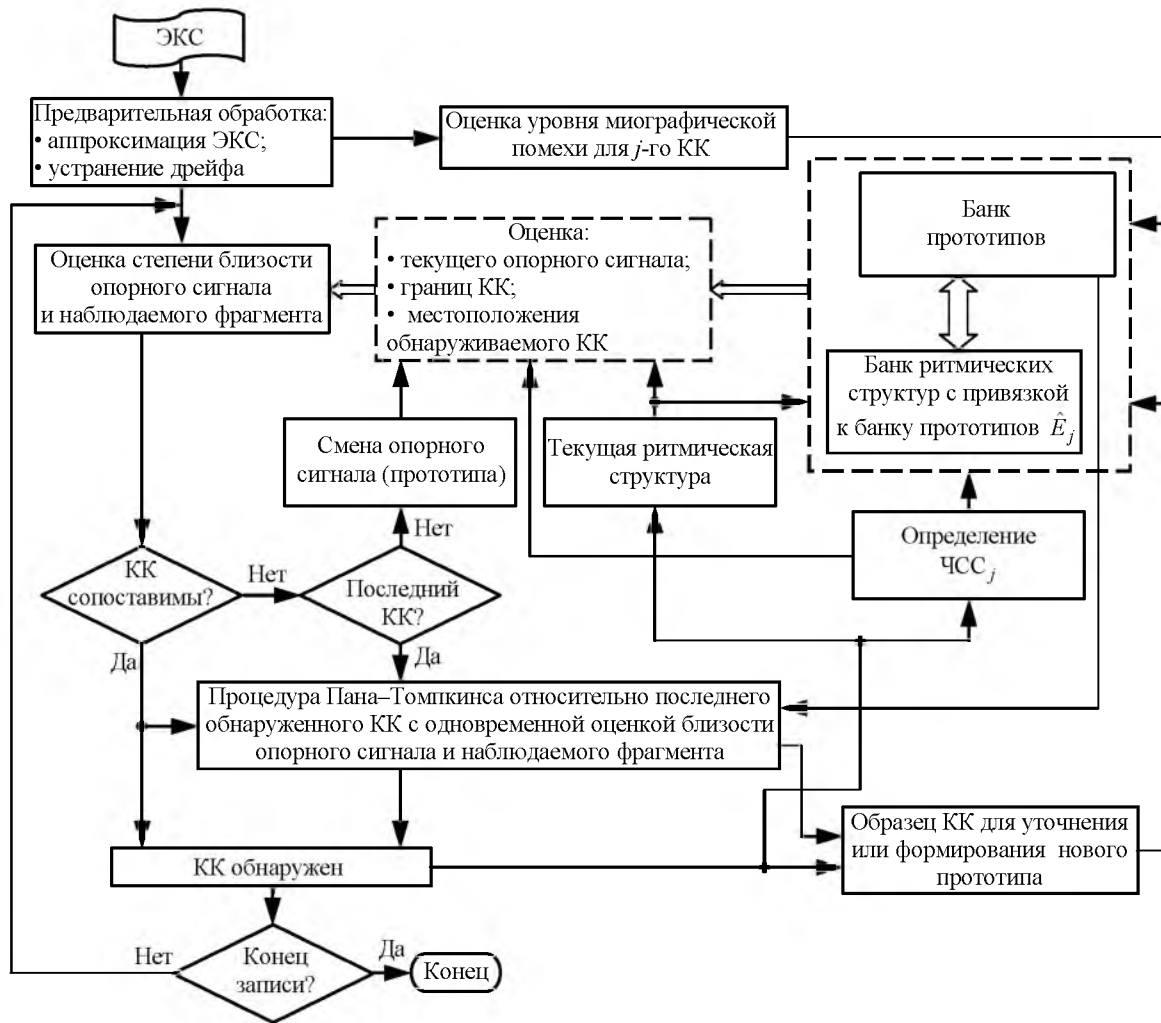 ЭКС
Предварительная обработка:
• аппроксимация ЭКС;
• устранение дрейфа
Оценка уровня миографической
помехи для j-го КК
Банк
прототипов
Оценка:
• текущего опорного сигнала;
• границ КК;
• местоположения
обнаруживаемого КК
Оценка степени близости
опорного сигнала
и наблюдаемого фрагмента
Банк ритмических
структур с привязкой
к банку прототипов Ê_j
Смена опорного
сигнала (прототипа)
Текущая ритмическая
структура
Нет
Определение
ЧСС_j
КК
сопоставимы?
Нет
Последний
КК?
Да
Да
Процедура Пана–Томпкинса относительно последнего
обнаруженного КК с одновременной оценкой близости
опорного сигнала и наблюдаемого фрагмента
Образец КК для уточнения
или формирования нового
прототипа
КК обнаружен
Нет
Конец
записи?
Да
Конец